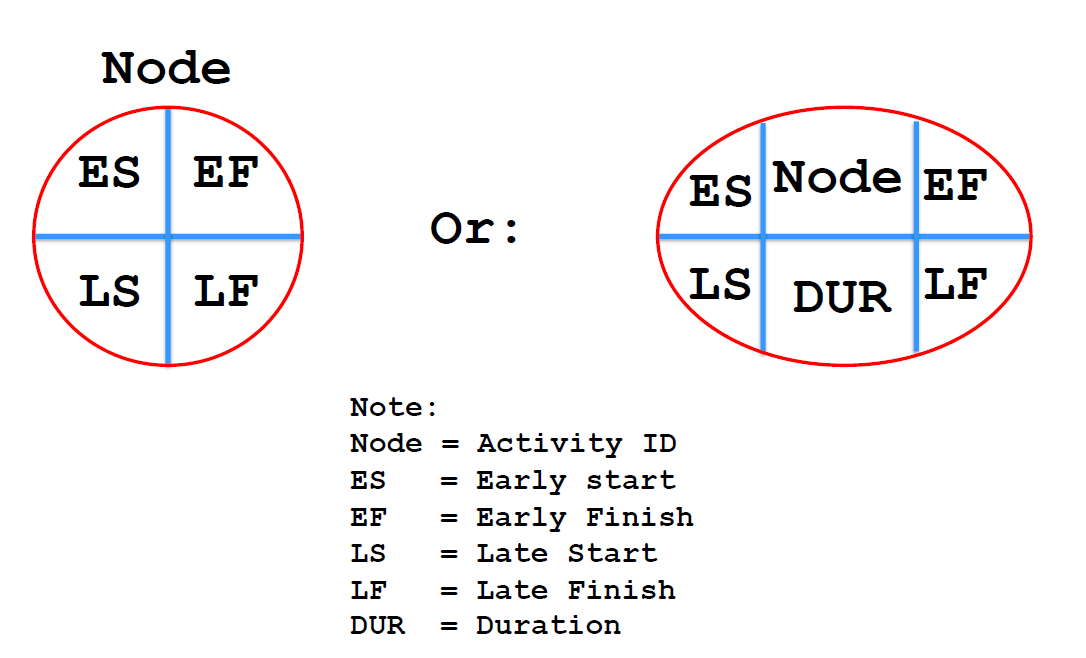 Node
ES EF
LS LF
Or:
ES Node EF
LS DUR LF
Note:
Node = Activity ID
ES = Early start
EF = Early Finish
LS = Late Start
LF = Late Finish
DUR = Duration